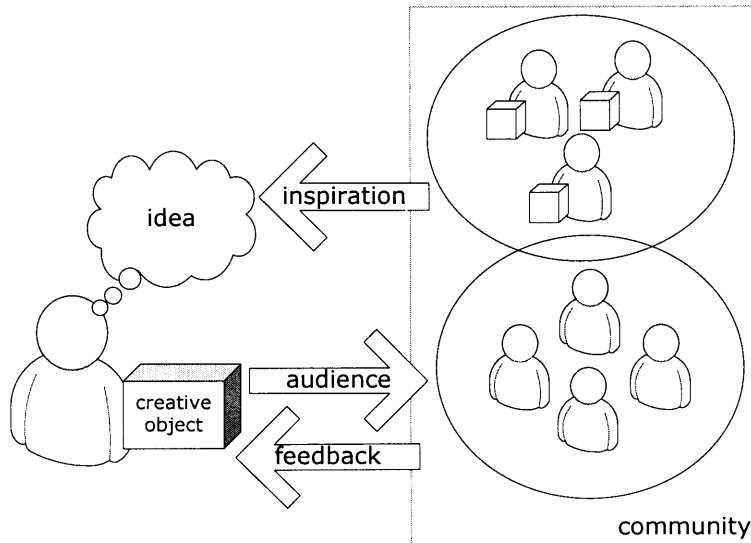 inspiration
idea
audience
creative
object
feedback
community